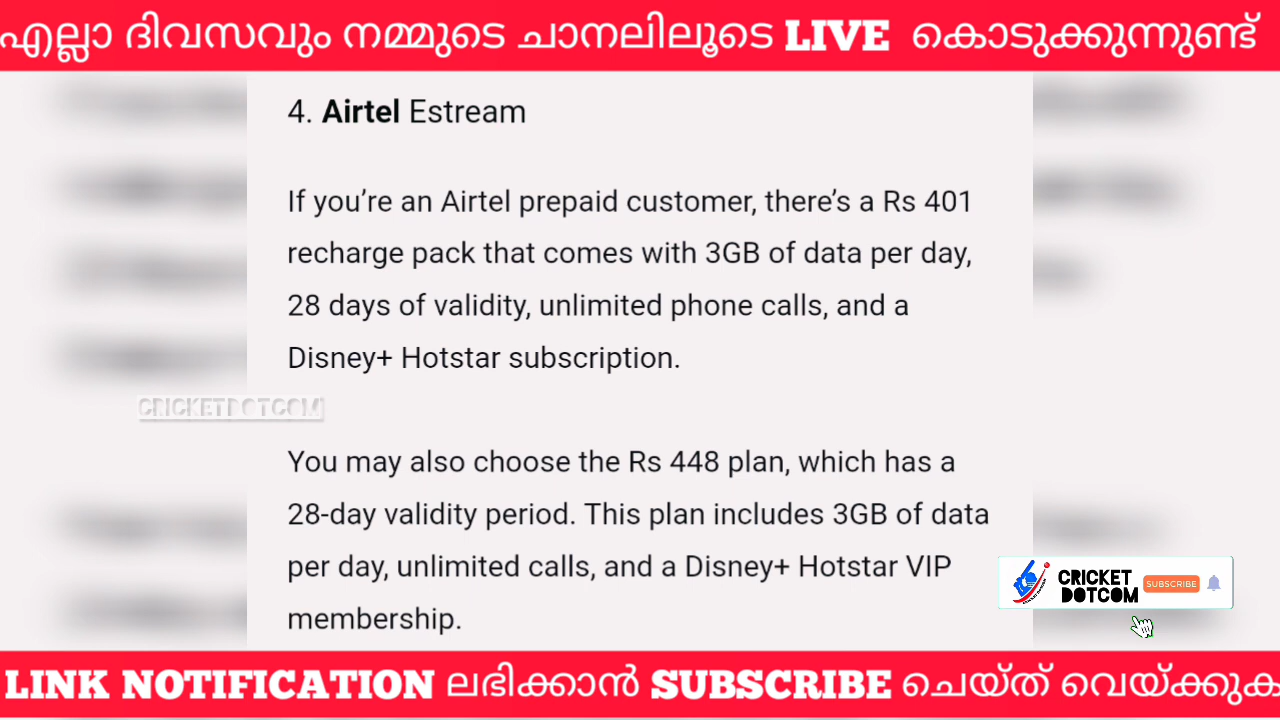 എല്ലാ ദിവസവും നമ്മുടെ ചാനലിലൂടെ LIVE കൊടുക്കുന്നുണ്ട്
4. Airtel Estream
If you’re an Airtel prepaid customer, there’s a Rs 401
recharge pack that comes with 3GB of data per day,
28 days of validity, unlimited phone calls, and a
Disney+ Hotstar subscription.
CRICKETDOTCOM
You may also choose the Rs 448 plan, which has a
28-day validity period. This plan includes 3GB of data
per day, unlimited calls, and a Disney+ Hotstar VIP
membership.
CRICKET
DOTCOM
SUBSCRIBE
LINK NOTIFICATION ലഭിക്കാൻ SUBSCRIBE ചെയ്ത് വെയ്ക്കുക